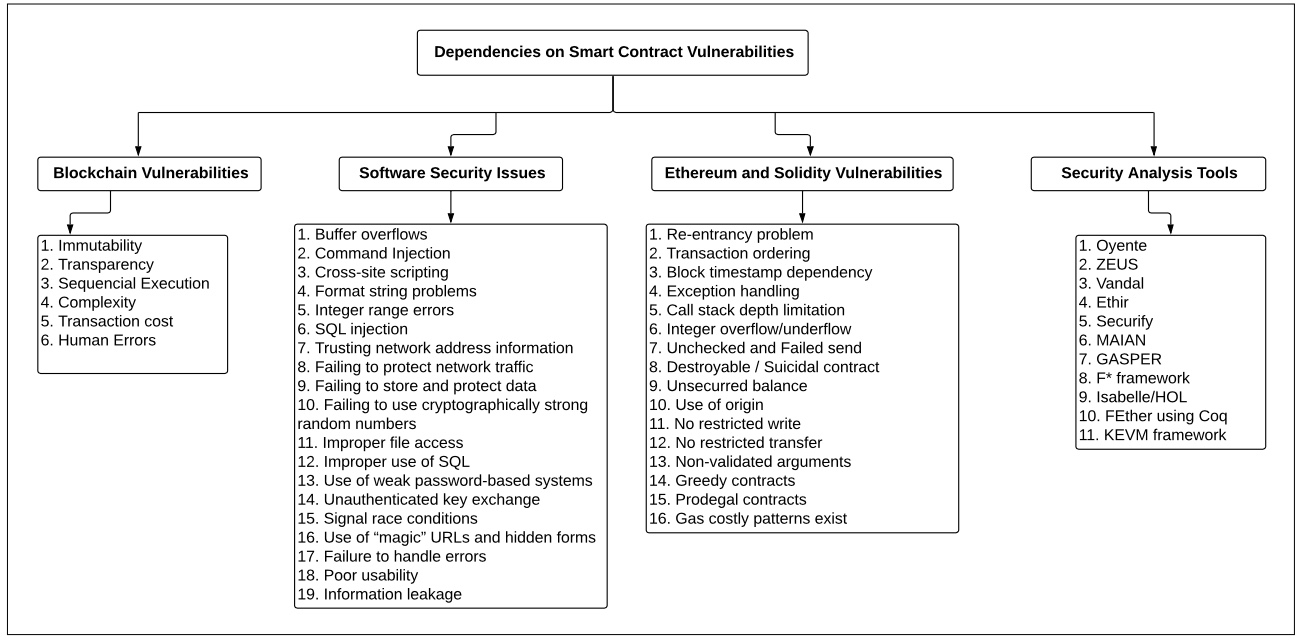 Dependencies on Smart Contract Vulnerabilities
Blockchain Vulnerabilities
1. Immutability
2. Transparency
3. Sequencial Execution
4. Complexity
5. Transaction cost
6. Human Errors
Software Security Issues
1. Buffer overflows
2. Command Injection
3. Cross-site scripting
4. Format string problems
5. Integer range errors
6. SQL injection
7. Trusting network address information
8. Failing to protect network traffic
9. Failing to store and protect data
10. Failing to use cryptographically strong
random numbers
11. Improper file access
12. Improper use of SQL
13. Use of weak password-based systems
14. Unauthenticated key exchange
15. Signal race conditions
16. Use of “magic” URLs and hidden forms
17. Failure to handle errors
18. Poor usability
19. Information leakage
Ethereum and Solidity Vulnerabilities
1. Re-entrancy problem
2. Transaction ordering
3. Block timestamp dependency
4. Exception handling
5. Call stack depth limitation
6. Integer overflow/underflow
7. Unchecked and Failed send
8. Destroyable / Suicidal contract
9. Unsecurred balance
10. Use of origin
11. No restricted write
12. No restricted transfer
13. Non-validated arguments
14. Greedy contracts
15. Prodegal contracts
16. Gas costly patterns exist
Security Analysis Tools
1. Oyente
2. ZEUS
3. Vandal
4. Ethir
5. Securify
6. MAIAN
7. GASPER
8. F* framework
9. Isabelle/HOL
10. FEther using Coq
11. KEVM framework